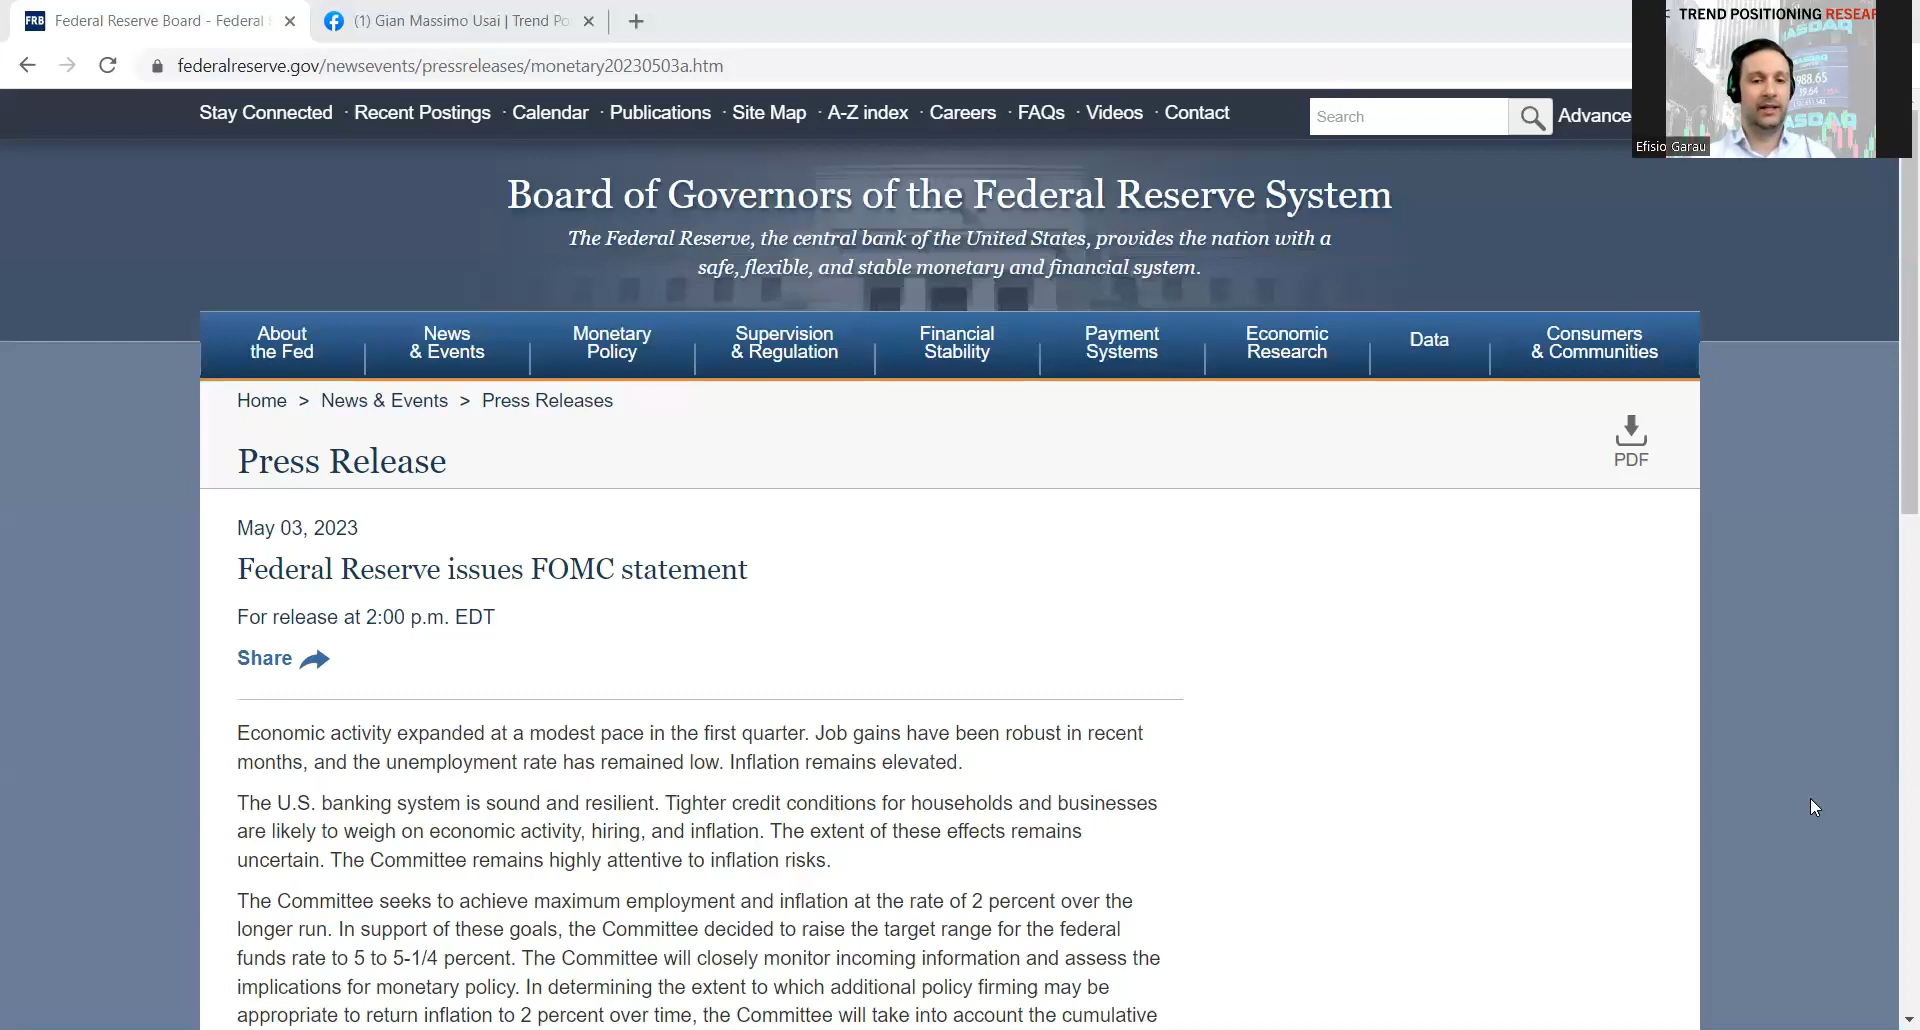 FRB Federal Reserve Board - Federal
(1) Gian Massimo Usai | Trend Po
federalreserve.gov/newsevents/pressreleases/monetary20230503a.htm
TREND POSITIONING RESEAR
988.65
19.64
NASDAQ
Efisio Garau
Stay Connected · Recent Postings · Calendar · Publications · Site Map · A-Z index · Careers · FAQs · Videos · Contact
Search
Advance
Board of Governors of the Federal Reserve System
The Federal Reserve, the central bank of the United States, provides the nation with a
safe, flexible, and stable monetary and financial system.
About
the Fed
News
& Events
Monetary
Policy
Supervision
& Regulation
Financial
Stability
Payment
Systems
Economic
Research
Data
Consumers
& Communities
Home > News & Events > Press Releases
PDF
Press Release
May 03, 2023
Federal Reserve issues FOMC statement
For release at 2:00 p.m. EDT
Share
Economic activity expanded at a modest pace in the first quarter. Job gains have been robust in recent
months, and the unemployment rate has remained low. Inflation remains elevated.
The U.S. banking system is sound and resilient. Tighter credit conditions for households and businesses
are likely to weigh on economic activity, hiring, and inflation. The extent of these effects remains
uncertain. The Committee remains highly attentive to inflation risks.
The Committee seeks to achieve maximum employment and inflation at the rate of 2 percent over the
longer run. In support of these goals, the Committee decided to raise the target range for the federal
funds rate to 5 to 5-1/4 percent. The Committee will closely monitor incoming information and assess the
implications for monetary policy. In determining the extent to which additional policy firming may be
appropriate to return inflation to 2 percent over time, the Committee will take into account the cumulative